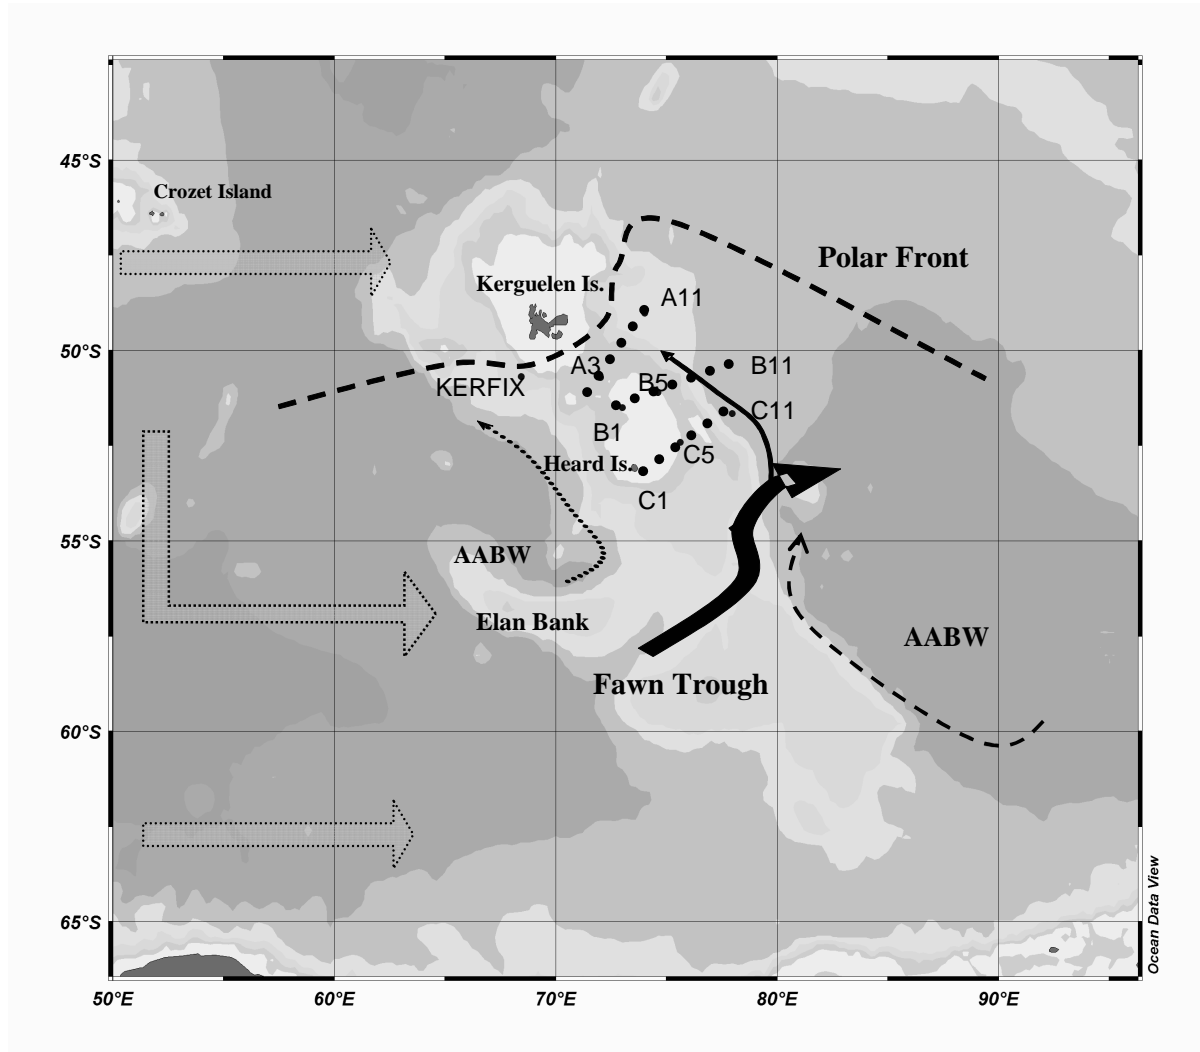 45°S
Crozet Island
Polar Front
Kerguelen Is.
A11
50°S
A3
KERFIX
B5
B11
B1
C11
C5
Heard Is.
C1
55°S
AABW
Elan Bank
AABW
Fawn Trough
60°S
65°S
Ocean Data View
50°E
60°E
70°E
80°E
90°E